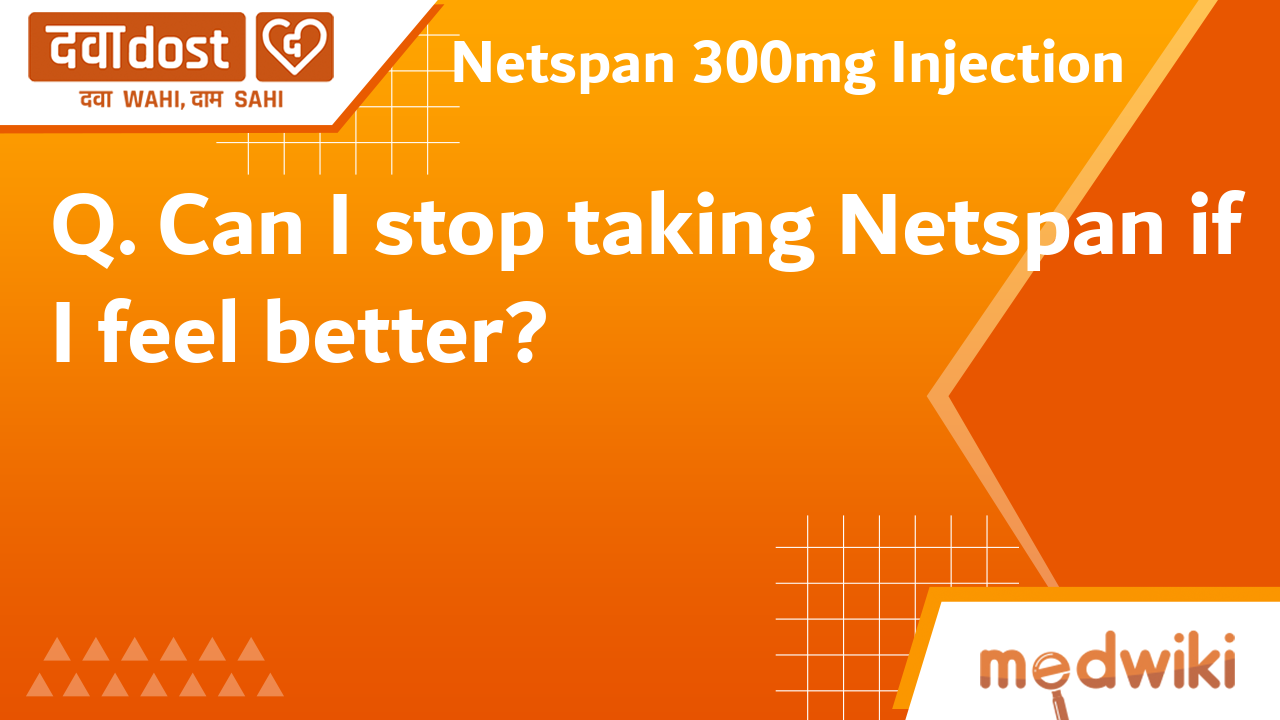 दवाdost
दवा WAHI, दाम SAHI
Netspan 300mg Injection
Q. Can I stop taking Netspan if
I feel better?
medwiki